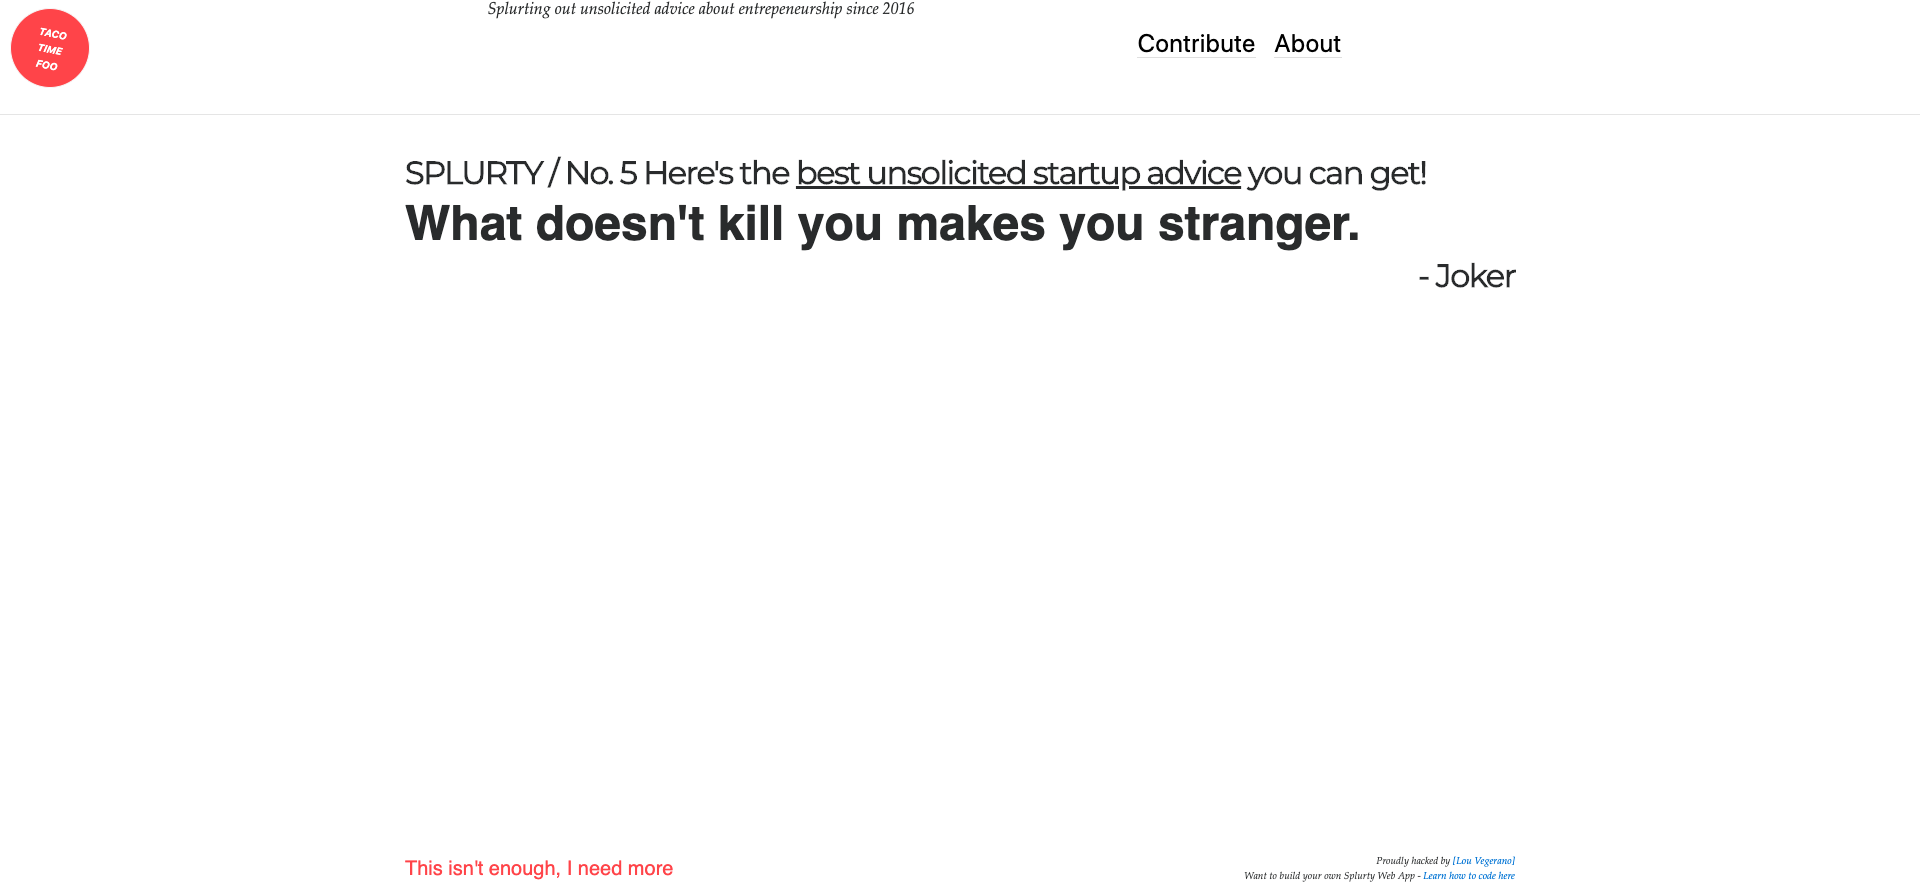 Splurting out unsolicited advice about entrepeneurship since 2016
TACO
TIME
FOO
Contribute About
SPLURTY / No. 5 Here's the best unsolicited startup advice you can get!
What doesn't kill you makes you stranger.
- Joker
This isn't enough, I need more
Proudly hacked by [Lou Vegerano]
Want to build your own Splurty Web App - Learn how to code here